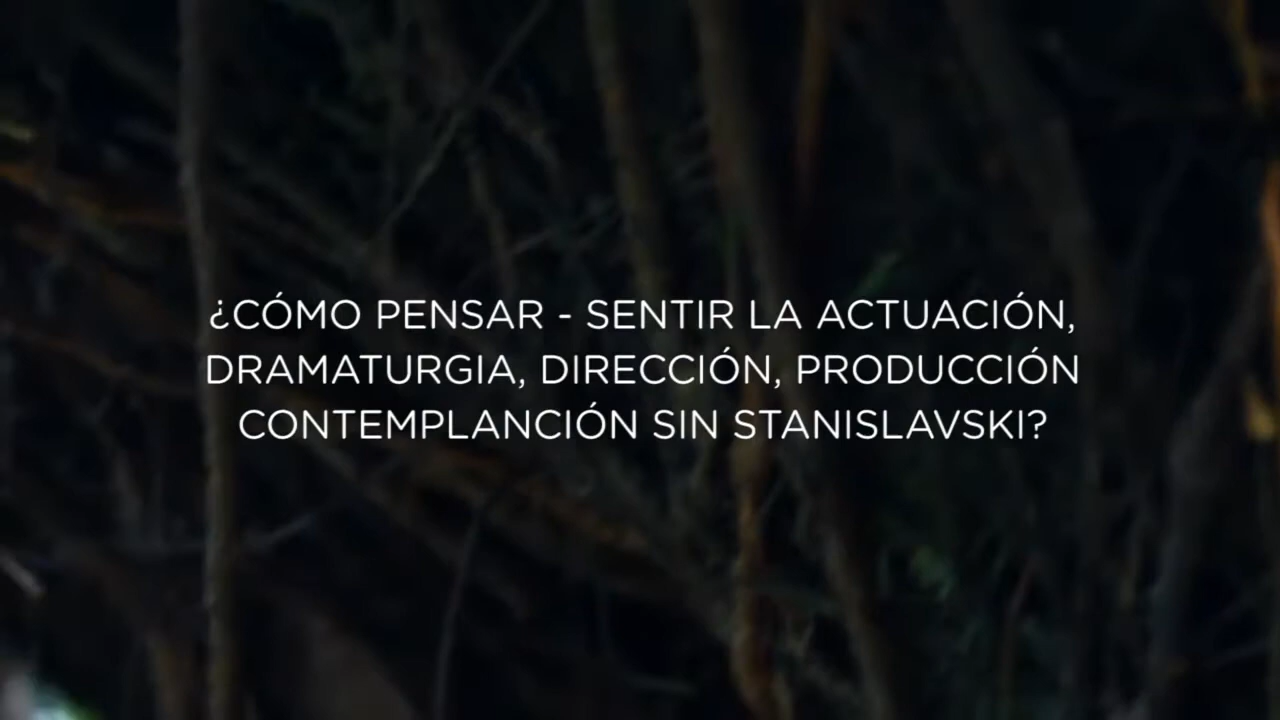 ¿CÓMO PENSAR - SENTIR LA ACTUACIÓN,
DRAMATURGIA, DIRECCIÓN, PRODUCCIÓN
CONTEMPLANCIÓN SIN STANISLAVSKI?